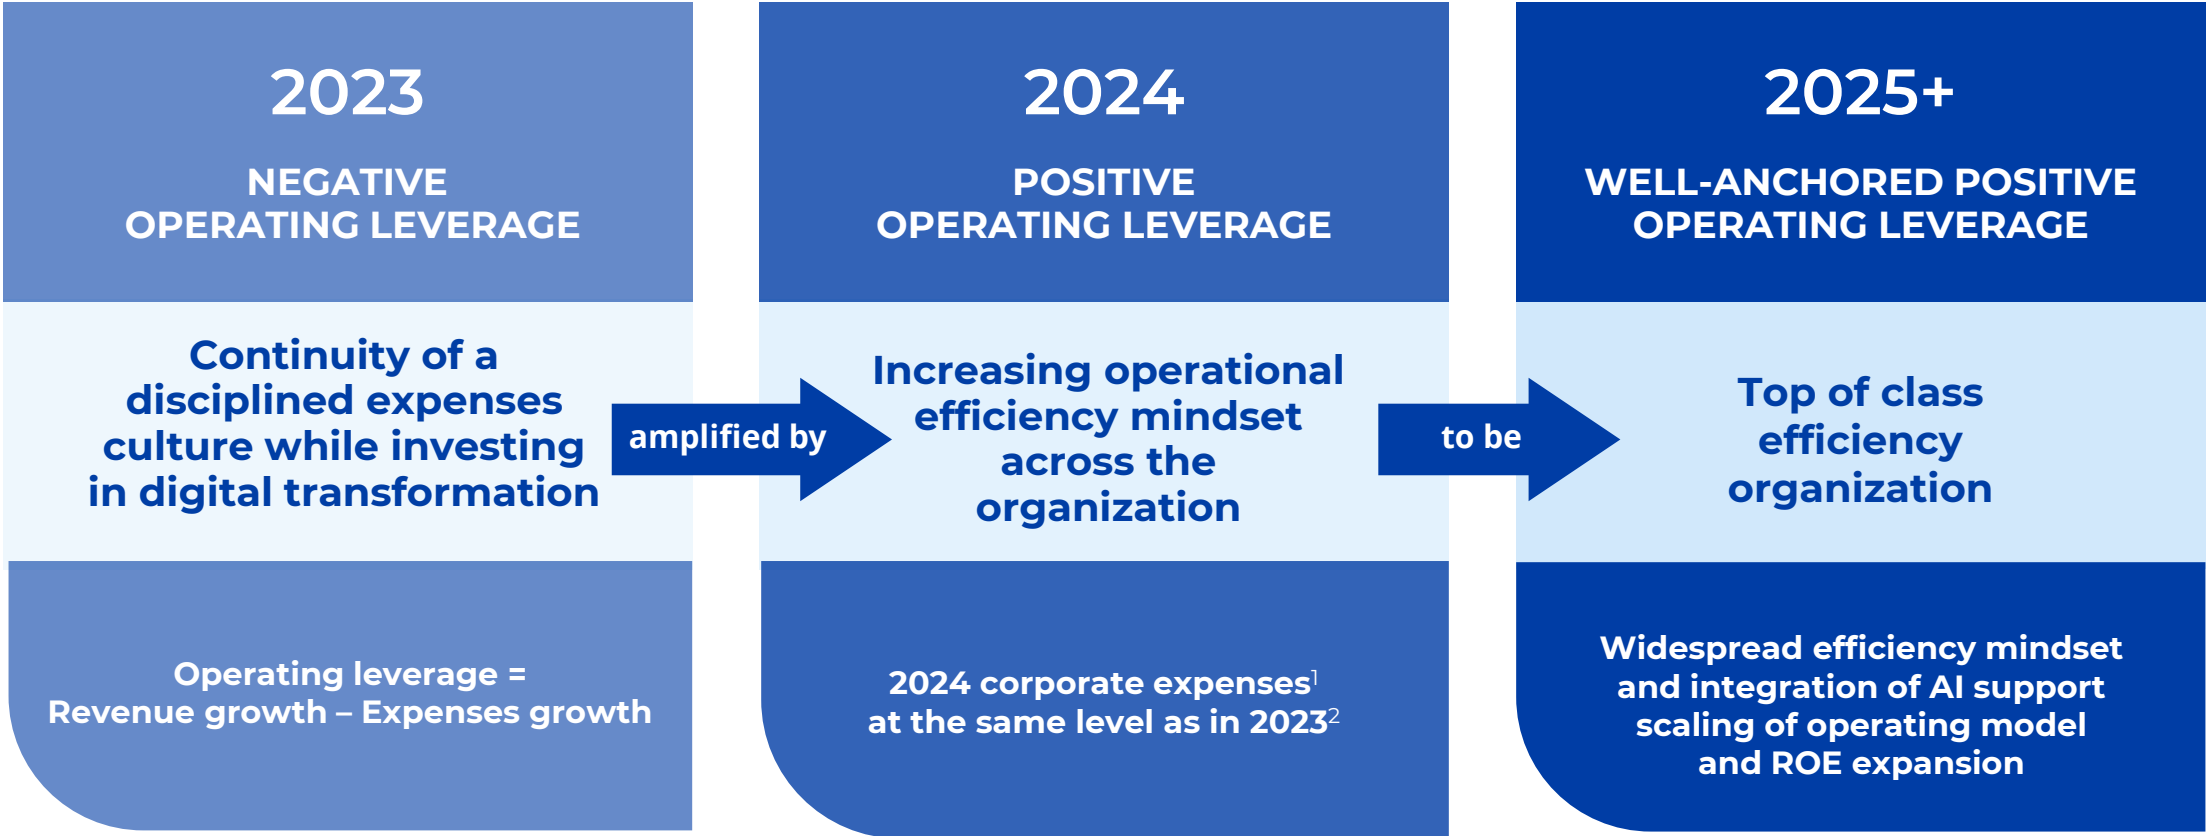 2023
NEGATIVE
OPERATING LEVERAGE
Continuity of a
disciplined expenses
culture while investing
in digital transformation
Operating leverage =
Revenue growth – Expenses growth
amplified by
2024
POSITIVE
OPERATING LEVERAGE
Increasing operational
efficiency mindset
across the
organization
2024 corporate expenses¹
at the same level as in 2023²
to be
2025+
WELL-ANCHORED POSITIVE
OPERATING LEVERAGE
Top of class
efficiency
organization
Widespread efficiency mindset
and integration of AI support
scaling of operating model
and ROE expansion